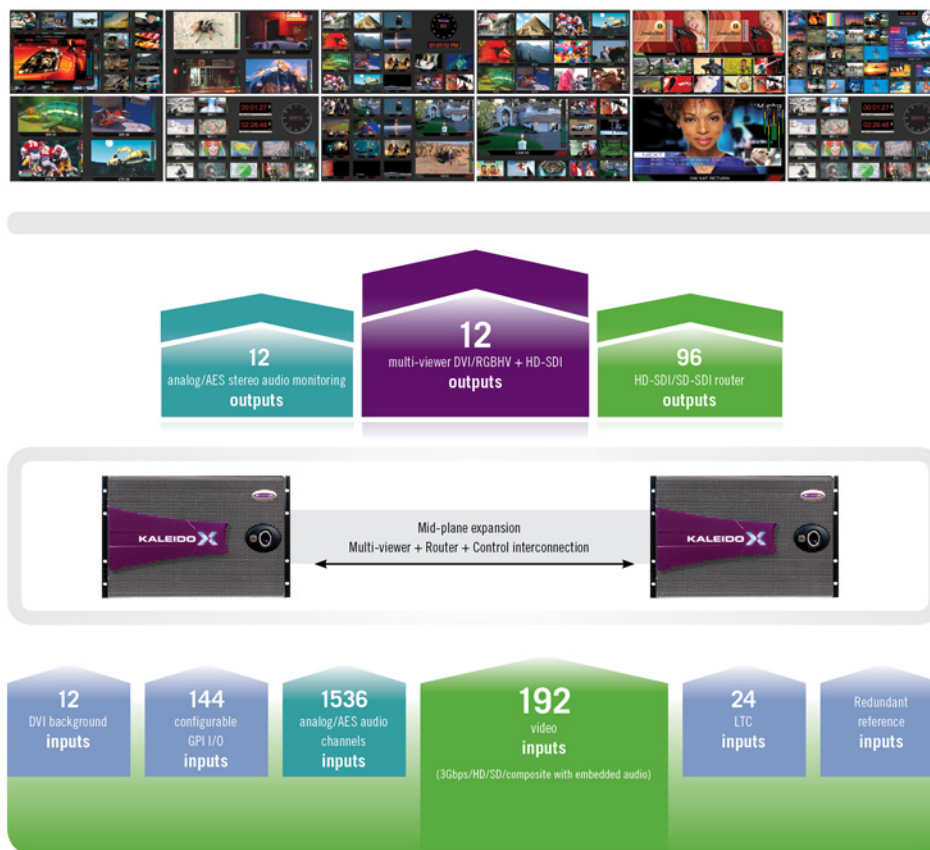 12
analog/AES stereo audio monitoring
outputs
12
multi-viewer DVI/RGBHV + HD-SDI
outputs
96
HD-SDI/SD-SDI router
outputs
KALEIDO X
Mid-plane expansion
Multi-viewer + Router + Control interconnection
KALEIDO X
12
DVI background
inputs
144
configurable
GPI I/O
inputs
1536
analog/AES audio
channels
inputs
192
video
inputs
(3Gbps/HD/SD/composite with embedded audio)
24
LTC
inputs
Redundant
reference
inputs